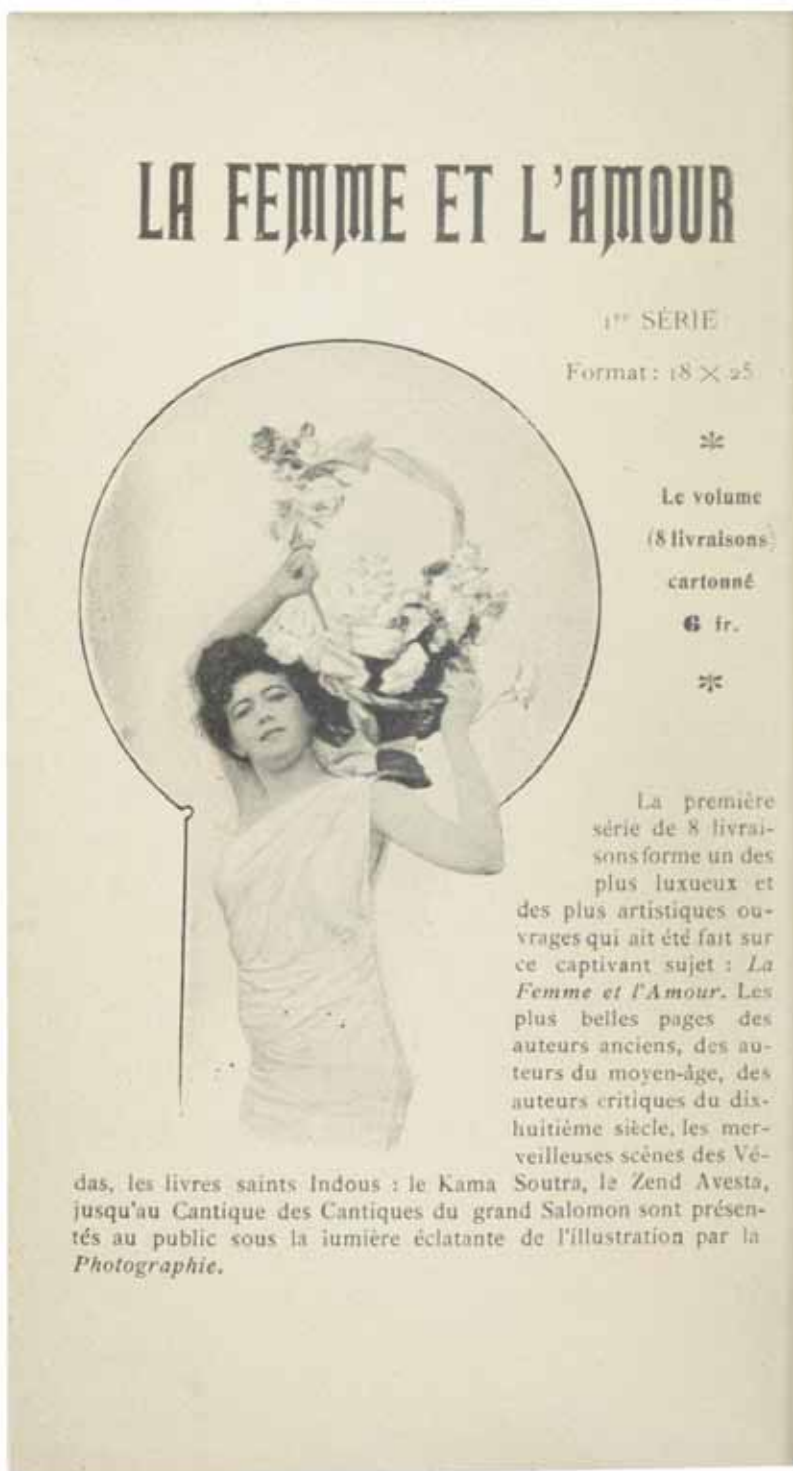 LA FEMME ET L'AMOUR
1re SÉRIE
Format : 18 × 25
Le volume
(8 livraisons)
cartonné
6 fr.
La première
série de 8 livrai-
sons forme un des
plus luxueux et
des plus artistiques ou-
vrages qui ait été fait sur
ce captivant sujet : La
Femme et l'Amour. Les
plus belles pages des
auteurs anciens, des au-
teurs du moyen-âge, des
auteurs critiques du dix-
huitième siècle, les mer-
veilleuses scènes des Vé-
das, les livres saints Indous : le Kama Soutra, le Zend Avesta,
jusqu'au Cantique des Cantiques du grand Salomon sont présen-
tés au public sous la lumière éclatante de l'illustration par la
Photographie.